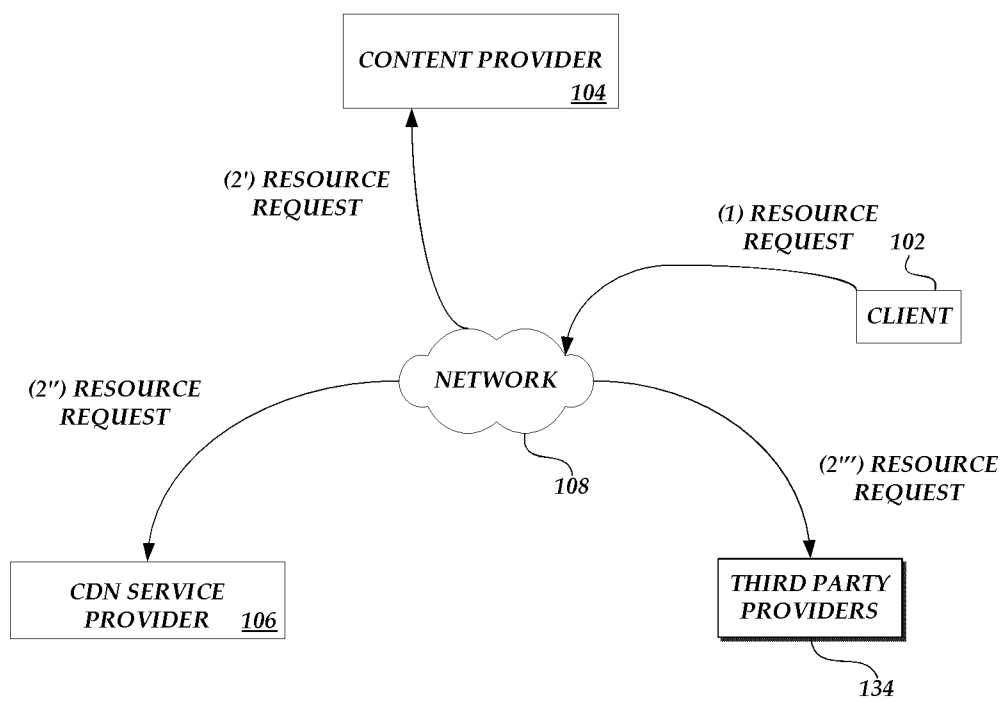 CONTENT PROVIDER
104
(2') RESOURCE
REQUEST
(1) RESOURCE
REQUEST
102
CLIENT
NETWORK
108
(2'') RESOURCE
REQUEST
(2''') RESOURCE
REQUEST
CDN SERVICE
PROVIDER
106
THIRD PARTY
PROVIDERS
134